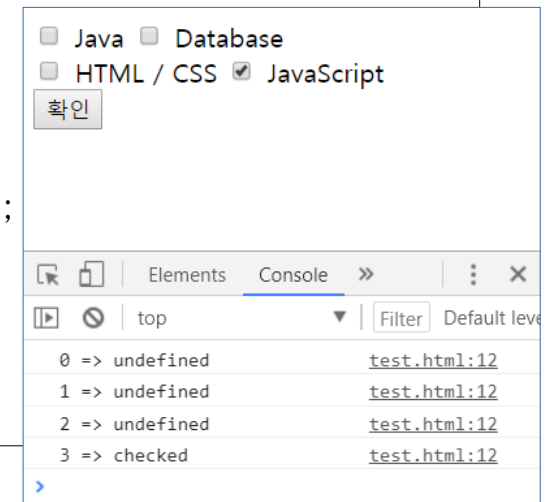 Java Database
HTML / CSS JavaScript
확인
;
Elements Console »
top Filter Default leve
0 => undefined test.html:12
1 => undefined test.html:12
2 => undefined test.html:12
3 => checked test.html:12
>